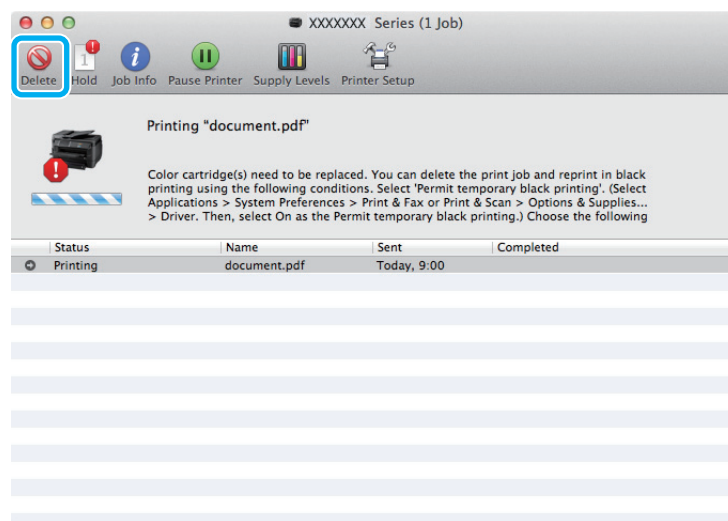 XXXXXXX Series (1 Job)
1
Delete Hold Job Info Pause Printer Supply Levels Printer Setup
Printing "document.pdf"
Color cartridge(s) need to be replaced. You can delete the print job and reprint in black
printing using the following conditions. Select 'Permit temporary black printing'. (Select
Applications > System Preferences > Print & Fax or Print & Scan > Options & Supplies...
> Driver. Then, select On as the Permit temporary black printing.) Choose the following
Status Name Sent Completed
Printing document.pdf Today, 9:00